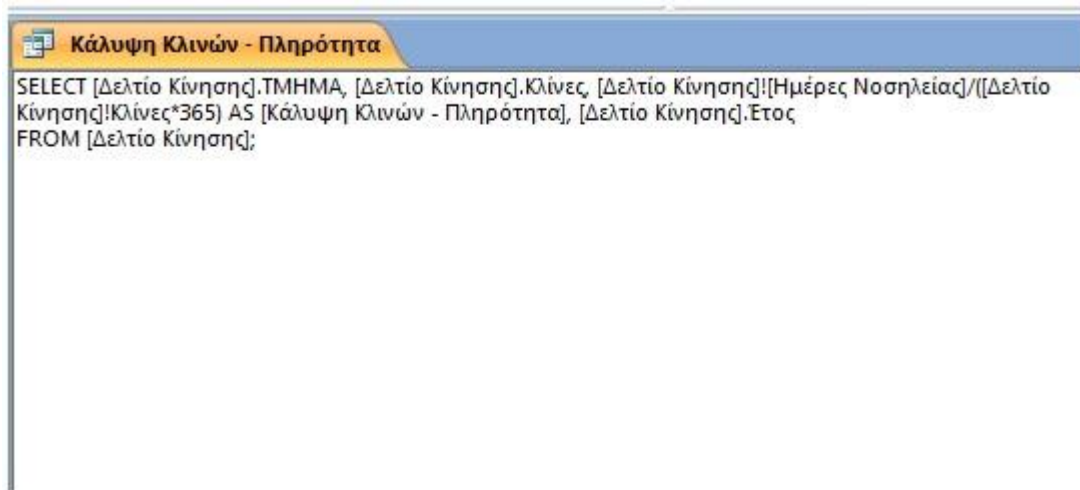 Κάλυψη Κλινών - Πληρότητα
SELECT [Δελτίο Κίνησης].ΤΜΗΜΑ, [Δελτίο Κίνησης].Κλίνες, [Δελτίο Κίνησης]![Ημέρες Νοσηλείας]/([Δελτίο
Κίνησης]!Κλίνες*365) AS [Κάλυψη Κλινών - Πληρότητα], [Δελτίο Κίνησης].Έτος
FROM [Δελτίο Κίνησης];